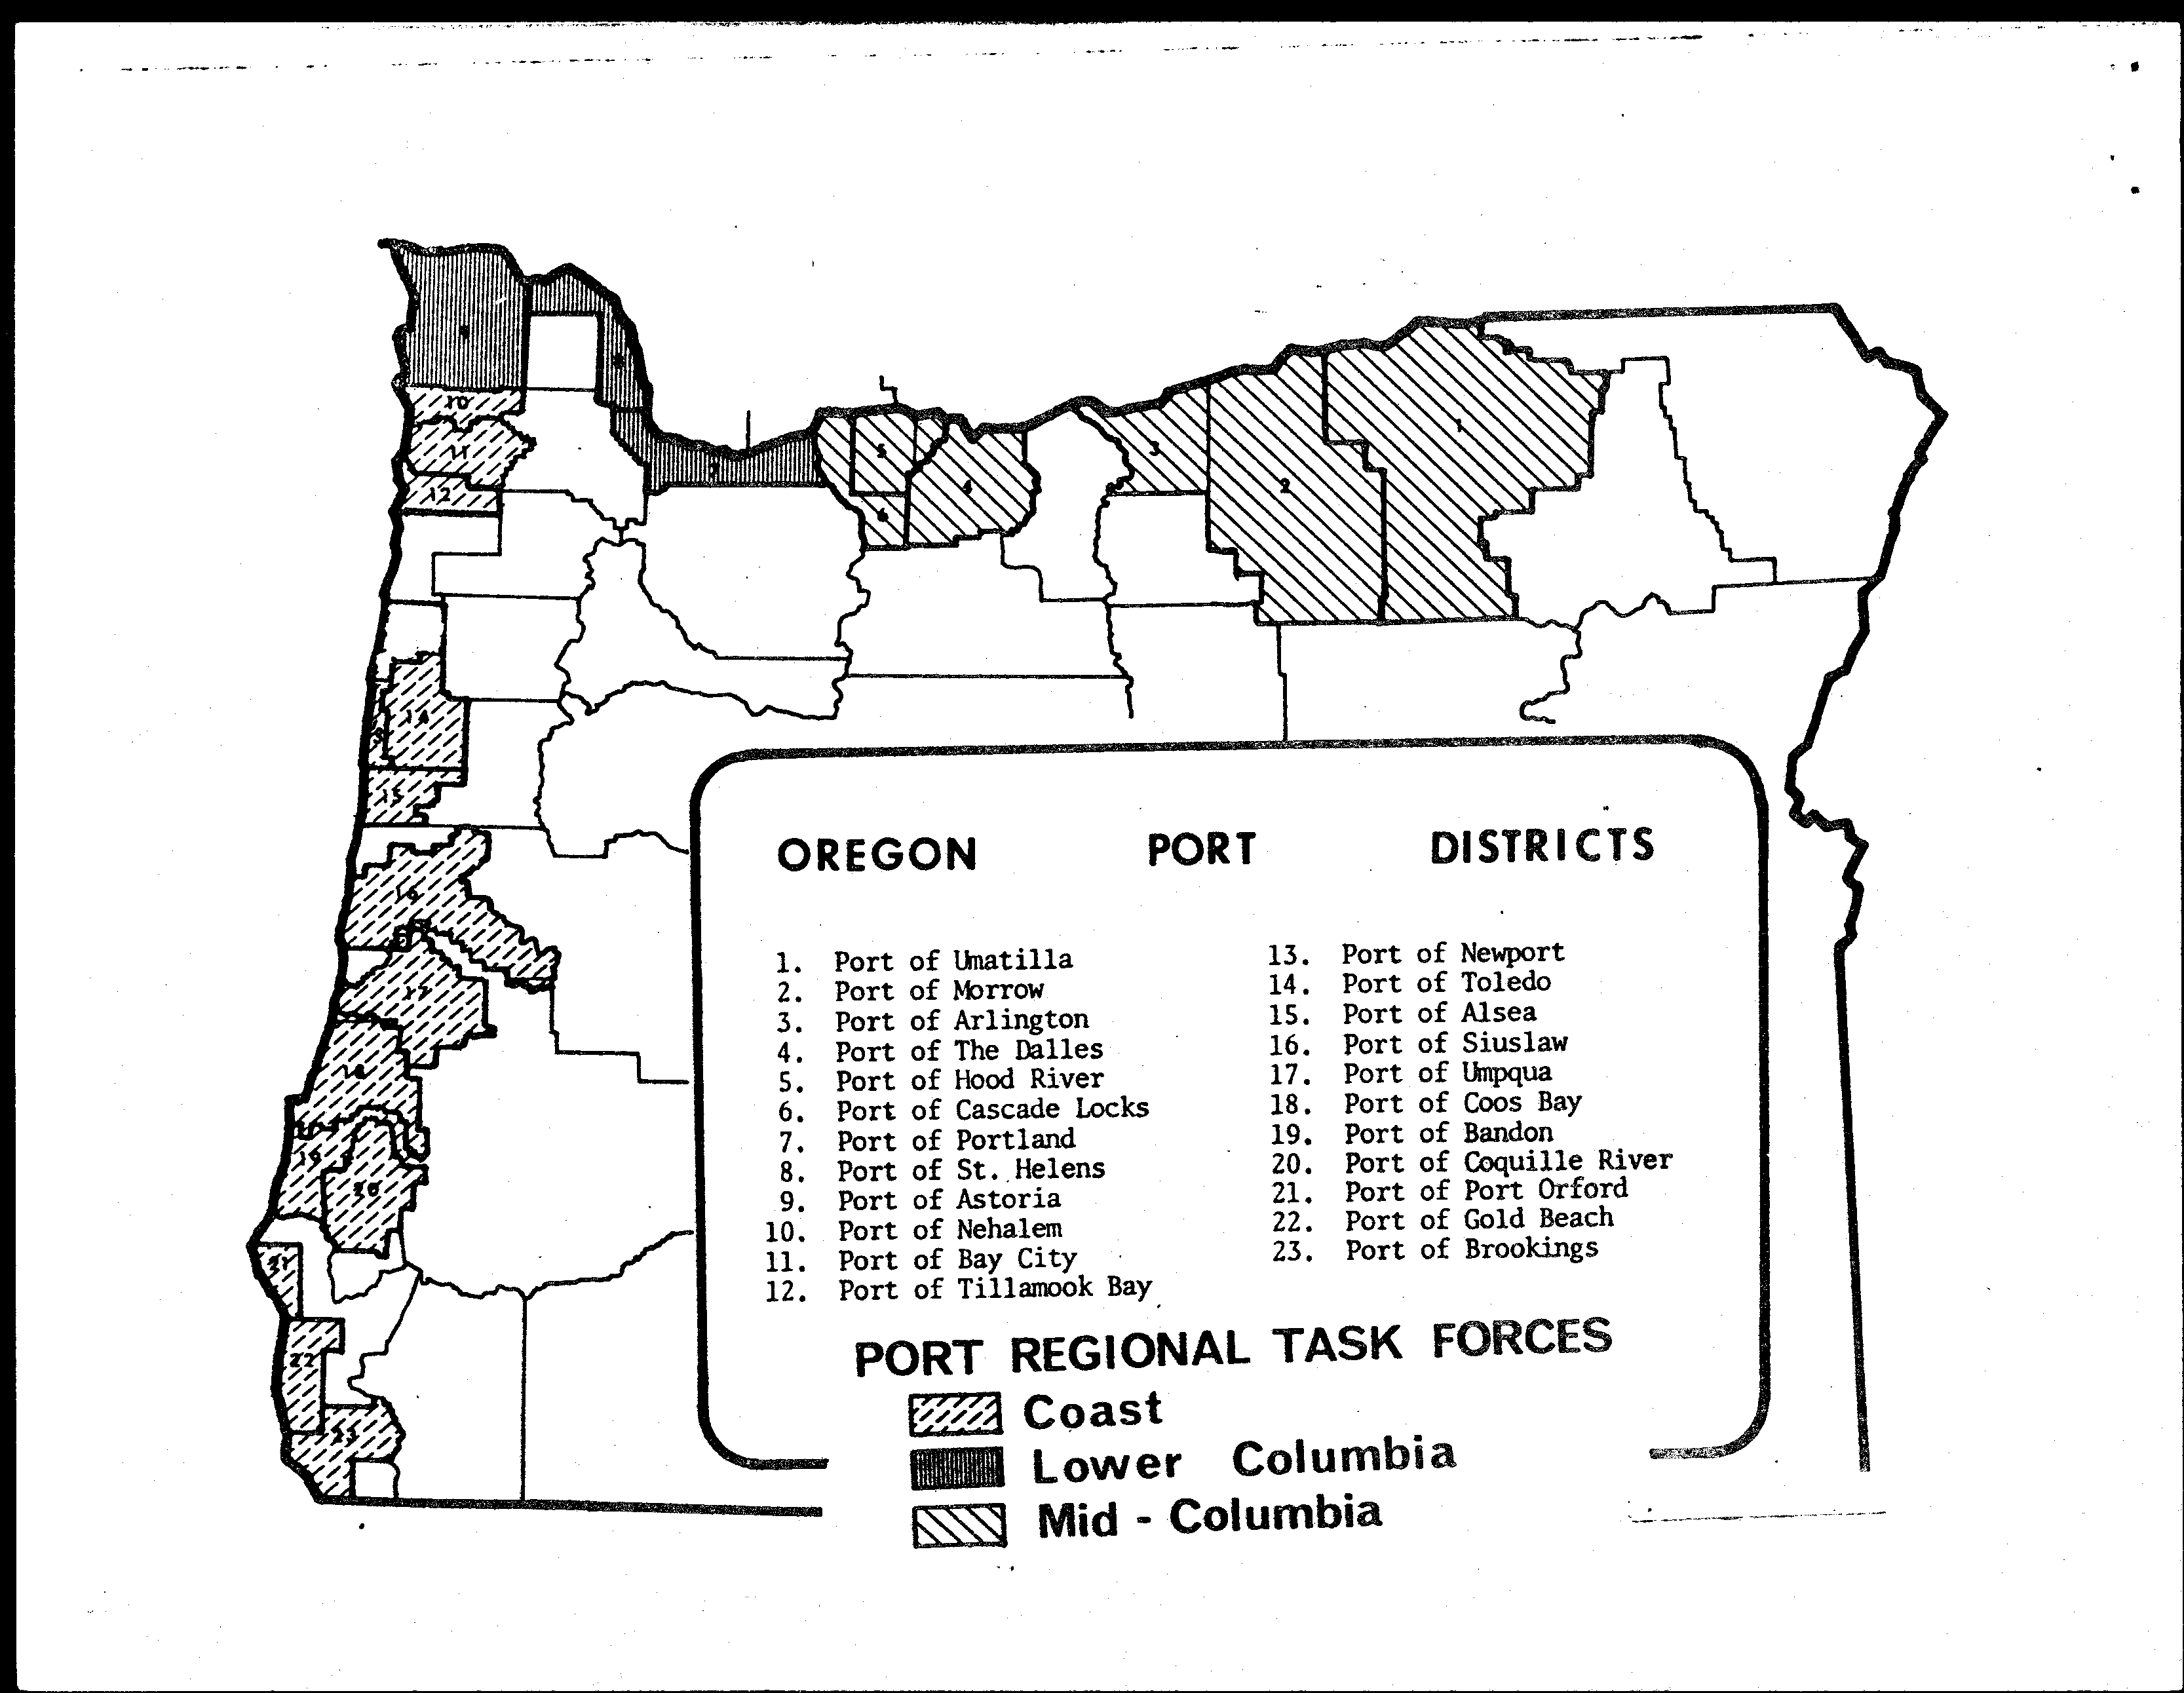 9
8
10
11
12
7
5
6
4
3
2
1
14
13
15
16
17
18
19
20
21
22
23
OREGON PORT DISTRICTS
1. Port of Umatilla
2. Port of Morrow
3. Port of Arlington
4. Port of The Dalles
5. Port of Hood River
6. Port of Cascade Locks
7. Port of Portland
8. Port of St. Helens
9. Port of Astoria
10. Port of Nehalem
11. Port of Bay City
12. Port of Tillamook Bay
13. Port of Newport
14. Port of Toledo
15. Port of Alsea
16. Port of Siuslaw
17. Port of Umpqua
18. Port of Coos Bay
19. Port of Bandon
20. Port of Coquille River
21. Port of Port Orford
22. Port of Gold Beach
23. Port of Brookings
PORT REGIONAL TASK FORCES
Coast
Lower Columbia
Mid - Columbia